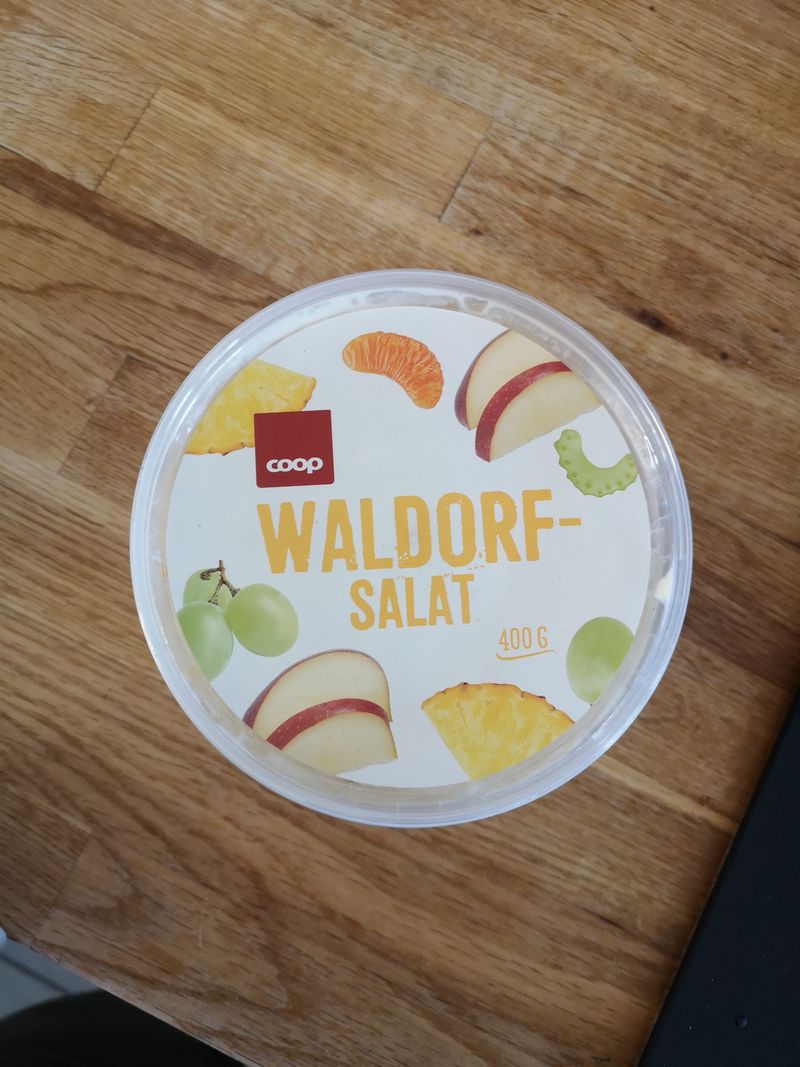 coop
WALDORF-
SALAT
400 G